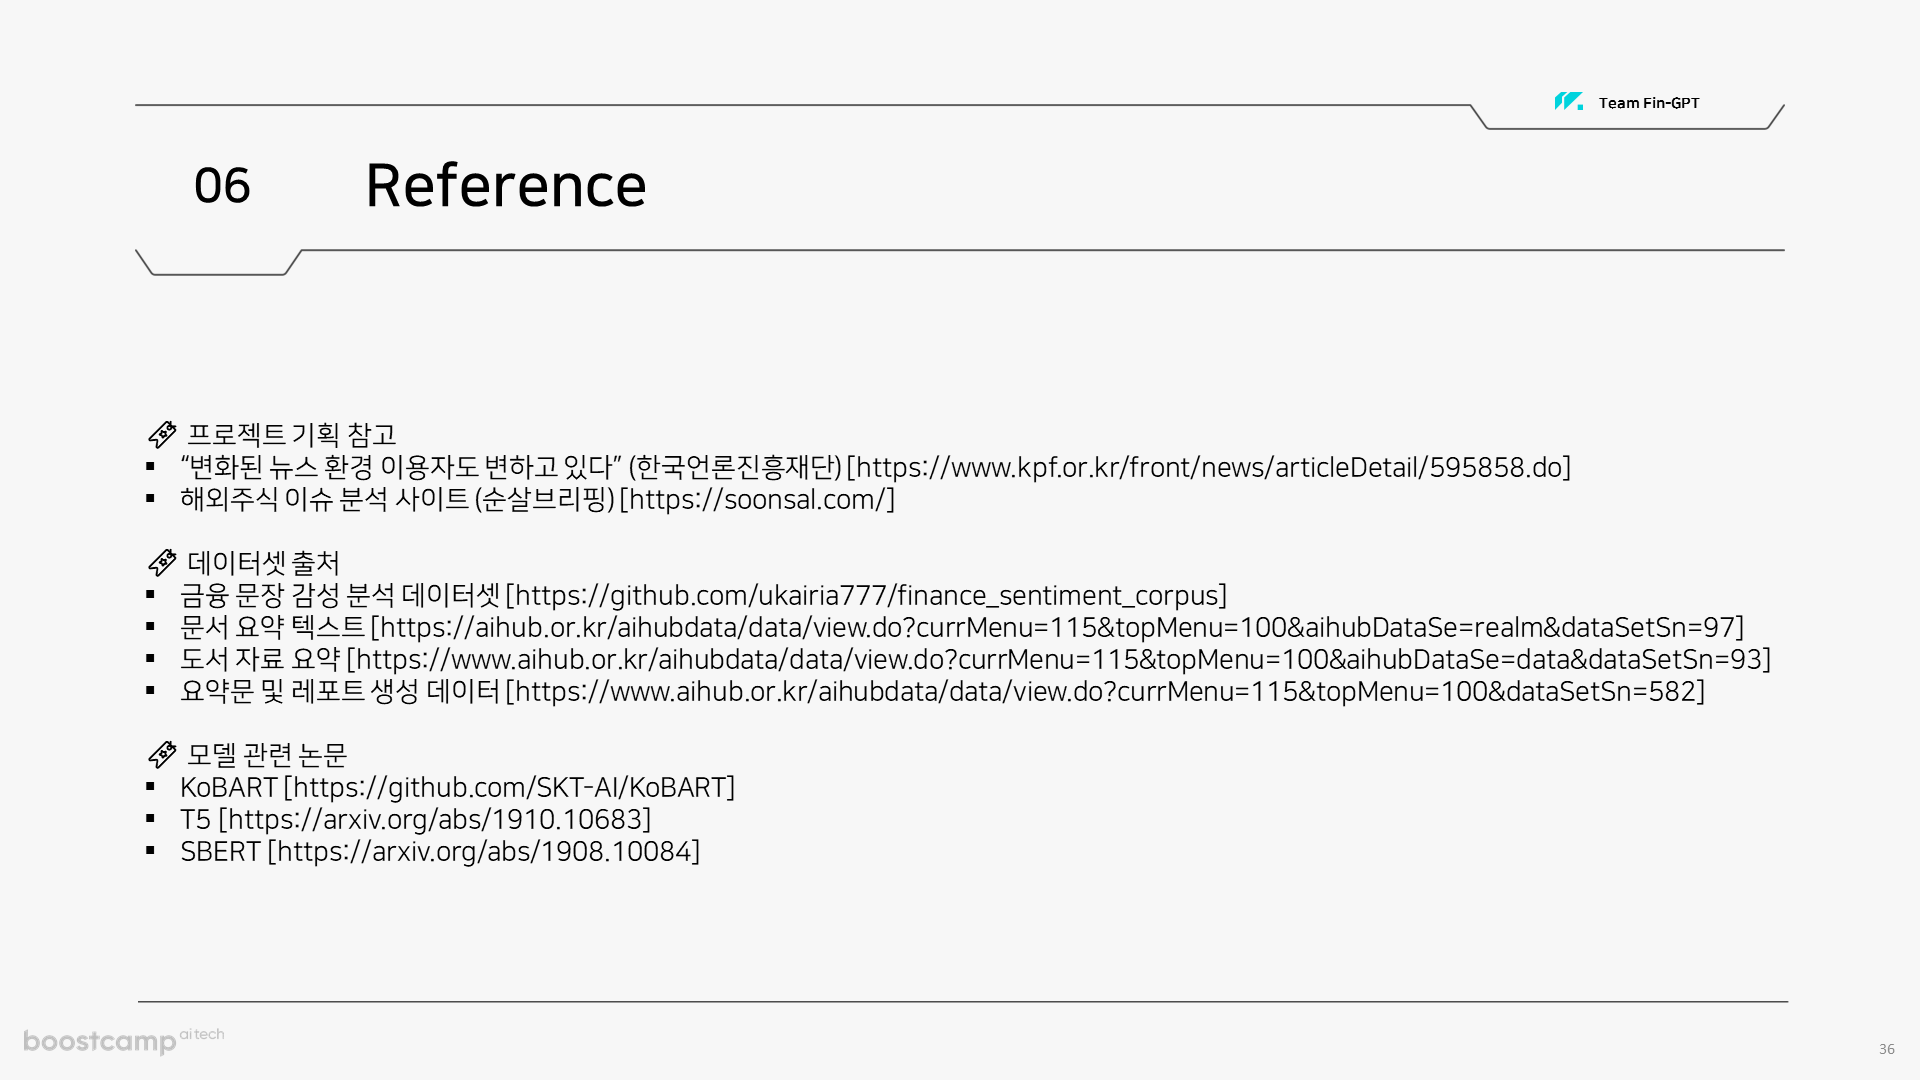 Team Fin-GPT
06 Reference
프로젝트 기획 참고
▪ “변화된 뉴스 환경 이용자도 변하고 있다” (한국언론진흥재단) [https://www.kpf.or.kr/front/news/articleDetail/595858.do]
▪ 해외주식 이슈 분석 사이트 (순살브리핑) [https://soonsal.com/]
데이터셋 출처
▪ 금융 문장 감성 분석 데이터셋 [https://github.com/ukairia777/finance_sentiment_corpus]
▪ 문서 요약 텍스트 [https://aihub.or.kr/aihubdata/data/view.do?currMenu=115&topMenu=100&aihubDataSe=realm&dataSetSn=97]
▪ 도서 자료 요약 [https://www.aihub.or.kr/aihubdata/data/view.do?currMenu=115&topMenu=100&aihubDataSe=data&dataSetSn=93]
▪ 요약문 및 레포트 생성 데이터 [https://www.aihub.or.kr/aihubdata/data/view.do?currMenu=115&topMenu=100&dataSetSn=582]
모델 관련 논문
▪ KoBART [https://github.com/SKT-AI/KoBART]
▪ T5 [https://arxiv.org/abs/1910.10683]
▪ SBERT [https://arxiv.org/abs/1908.10084]
boostcamp ai tech
36